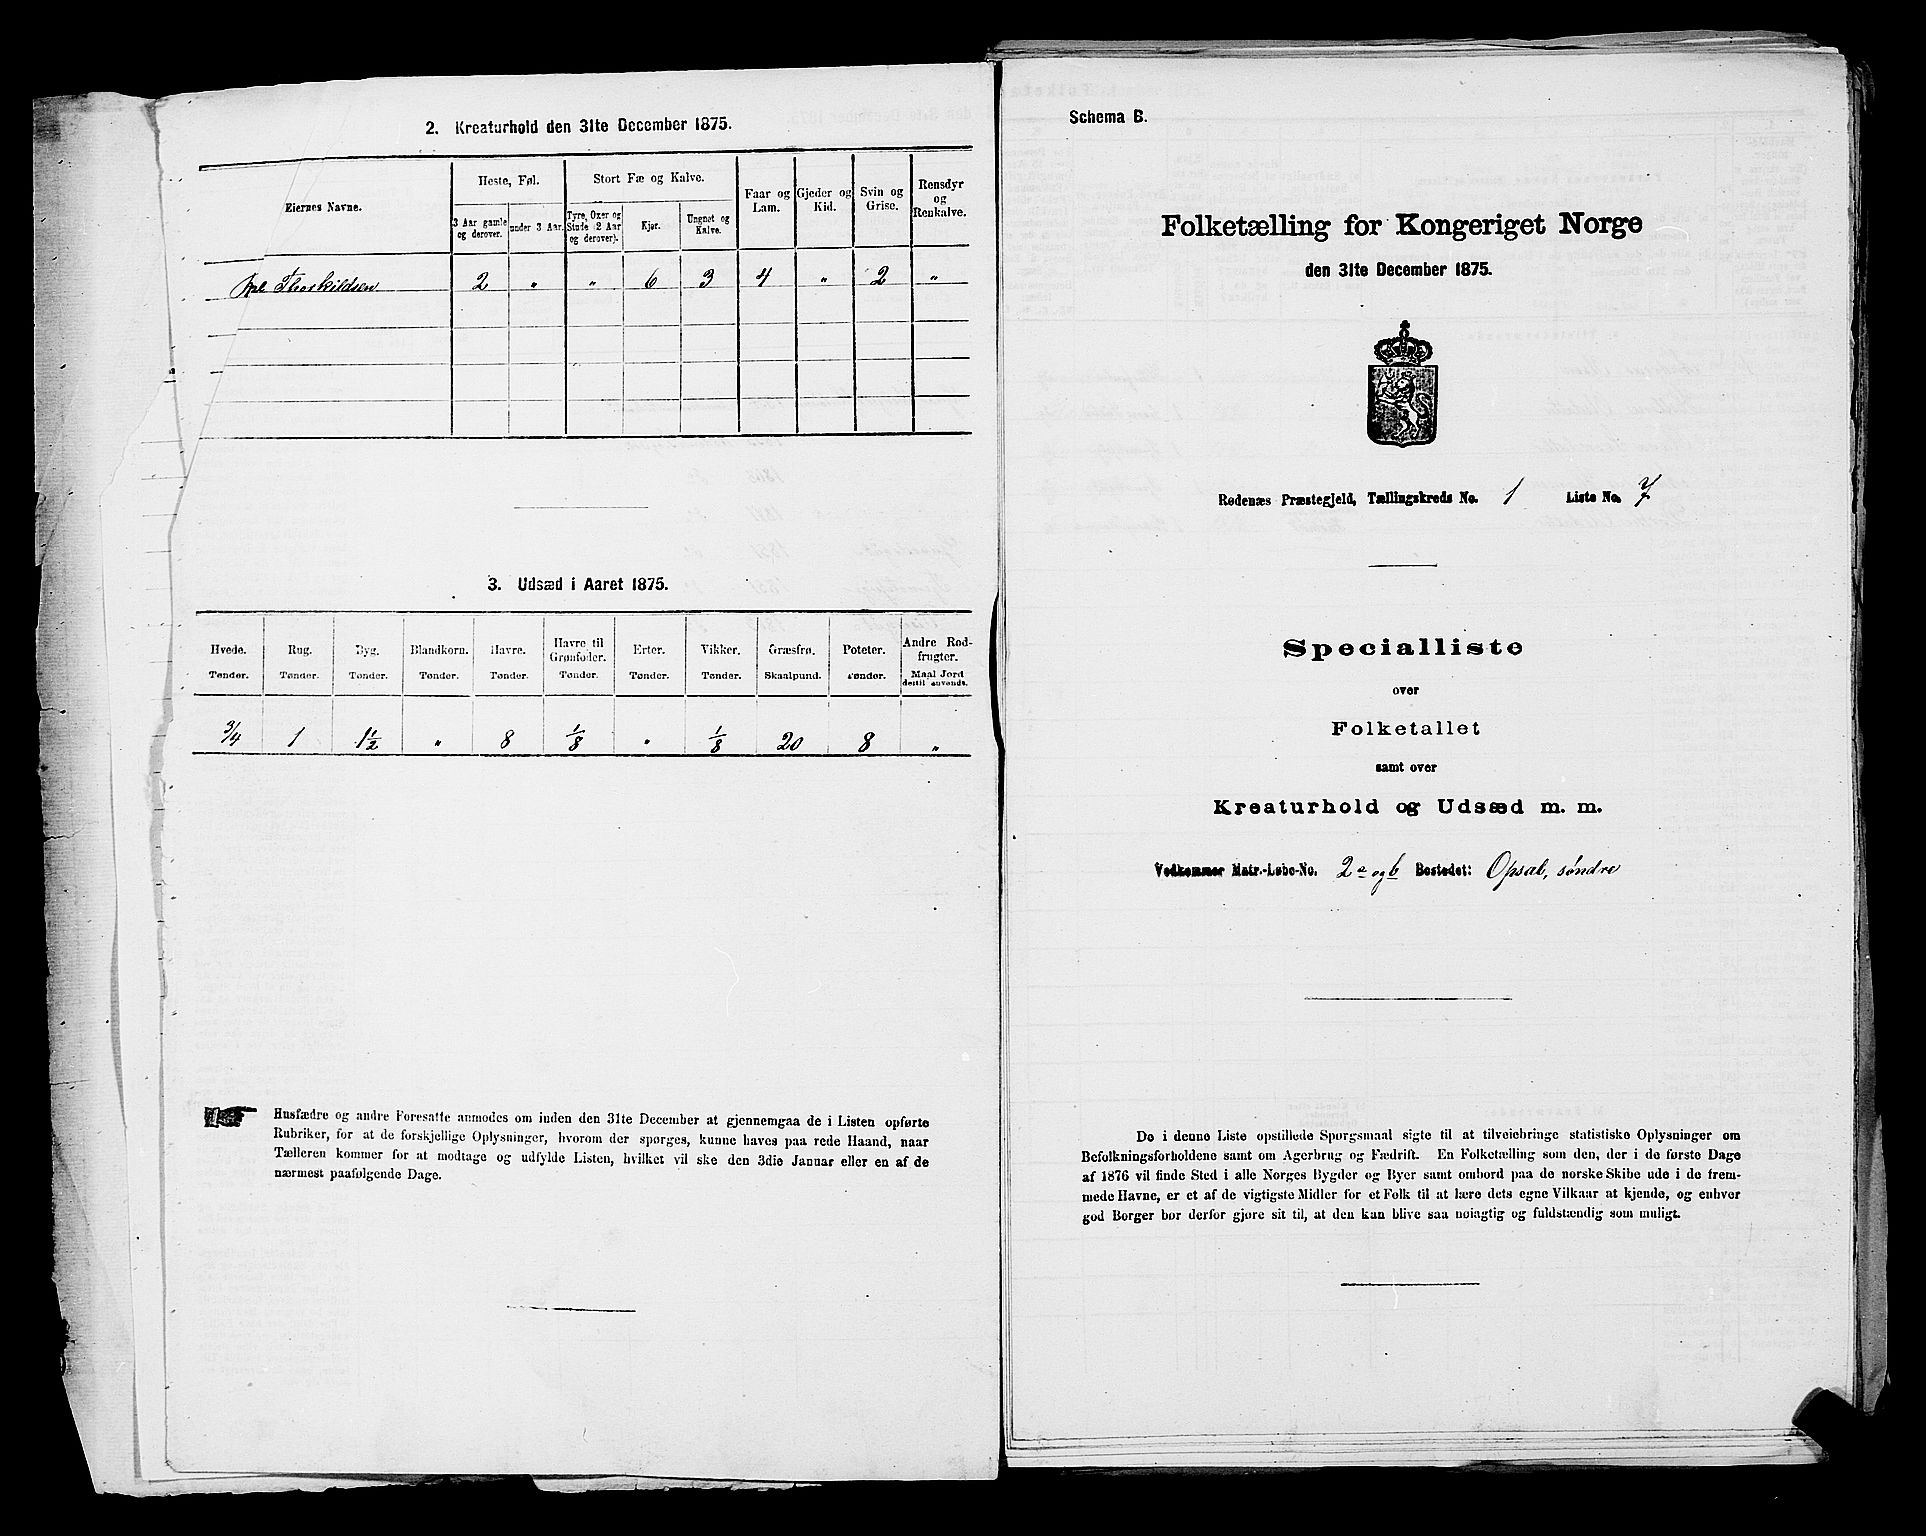 2. Kreaturhold den 31te December 1875.
Eiernes Navne.
Heste, Føl.
Stort Fæ og Kalve.
Faar og Lam.
Gjeder og Kid.
Svin og Grise.
Rensdyr og Renkalve.
3 Aar gamle og derover.
under 3 Aar.
Tyre, Oxer og Stude (2 Aar og derover).
Kjør.
Ungnøt og Kalve.
Thorkildsen 2 " " 6 3 4 " 2 "
3. Udsæd i Aaret 1875.
Hvede. Rug. Byg. Blandkorn. Havre. Havre til Grønfoder. Erter. Vikker. Græsfrø. Poteter. Andre Rodfrugter.
Tønder. Tønder. Tønder. Tønder. Tønder. Tønder. Tønder. Tønder. Skaalpund. Tønder. Maal Jord dertil anvendt.
3/4 1 1 1/2 " 8 1/8 " 1/8 20 8 "
Husfædre og andre Foresatte anmodes om inden den 31te December at gjennemgaa de i Listen opførte
Rubriker, for at de forskjellige Oplysninger, hvorom der spørges, kunne haves paa rede Haand, naar
Tælleren kommer for at modtage og udfylde Listen, hvilket vil ske den 3die Januar eller en af de
nærmest paafølgende Dage.
Schema B.
Folketælling for Kongeriget Norge
den 31te December 1875.
Rødenæs Præstegjeld, Tællingskreds No. 1 Liste No. 7
Specialliste
over
Folketallet
samt over
Kreaturhold og Udsæd m. m.
Vedkommer Matr.-Løbe-No. 2 a og b Bostedet: Opsal, søndre
De i denne Liste opstillede Spørgsmaal sigte til at tilveiebringe statistiske Oplysninger om
Befolkningsforholdene samt om Agerbrug og Fædrift. En Folketælling som den, der i de første Dage
af 1876 vil finde Sted i alle Norges Bygder og Byer samt ombord paa de norske Skibe ude i de frem-
mede Havne, er et af de vigtigste Midler for et Folk til at lære dets egne Vilkaar at kjende, og enhver
god Borger bør derfor gjøre sit til, at den kan blive saa nøiagtig og fuldstændig som muligt.